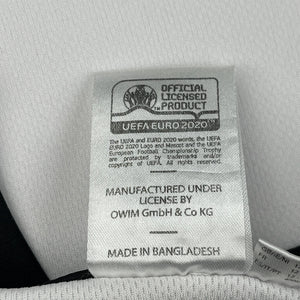 OFFICIAL
LICENSED
PRODUCT
UEFA EURO 2020™
The UEFA and EURO 2020 words, the UEFA
EURO 2020 Logo and Mascot and the UEFA
European Football Championship Trophy
are protected by trademarks and/or
copyright of UEFA. All rights reserved.
MANUFACTURED UNDER
LICENSE BY
OWIM GmbH & Co KG
MADE IN BANGLADESH